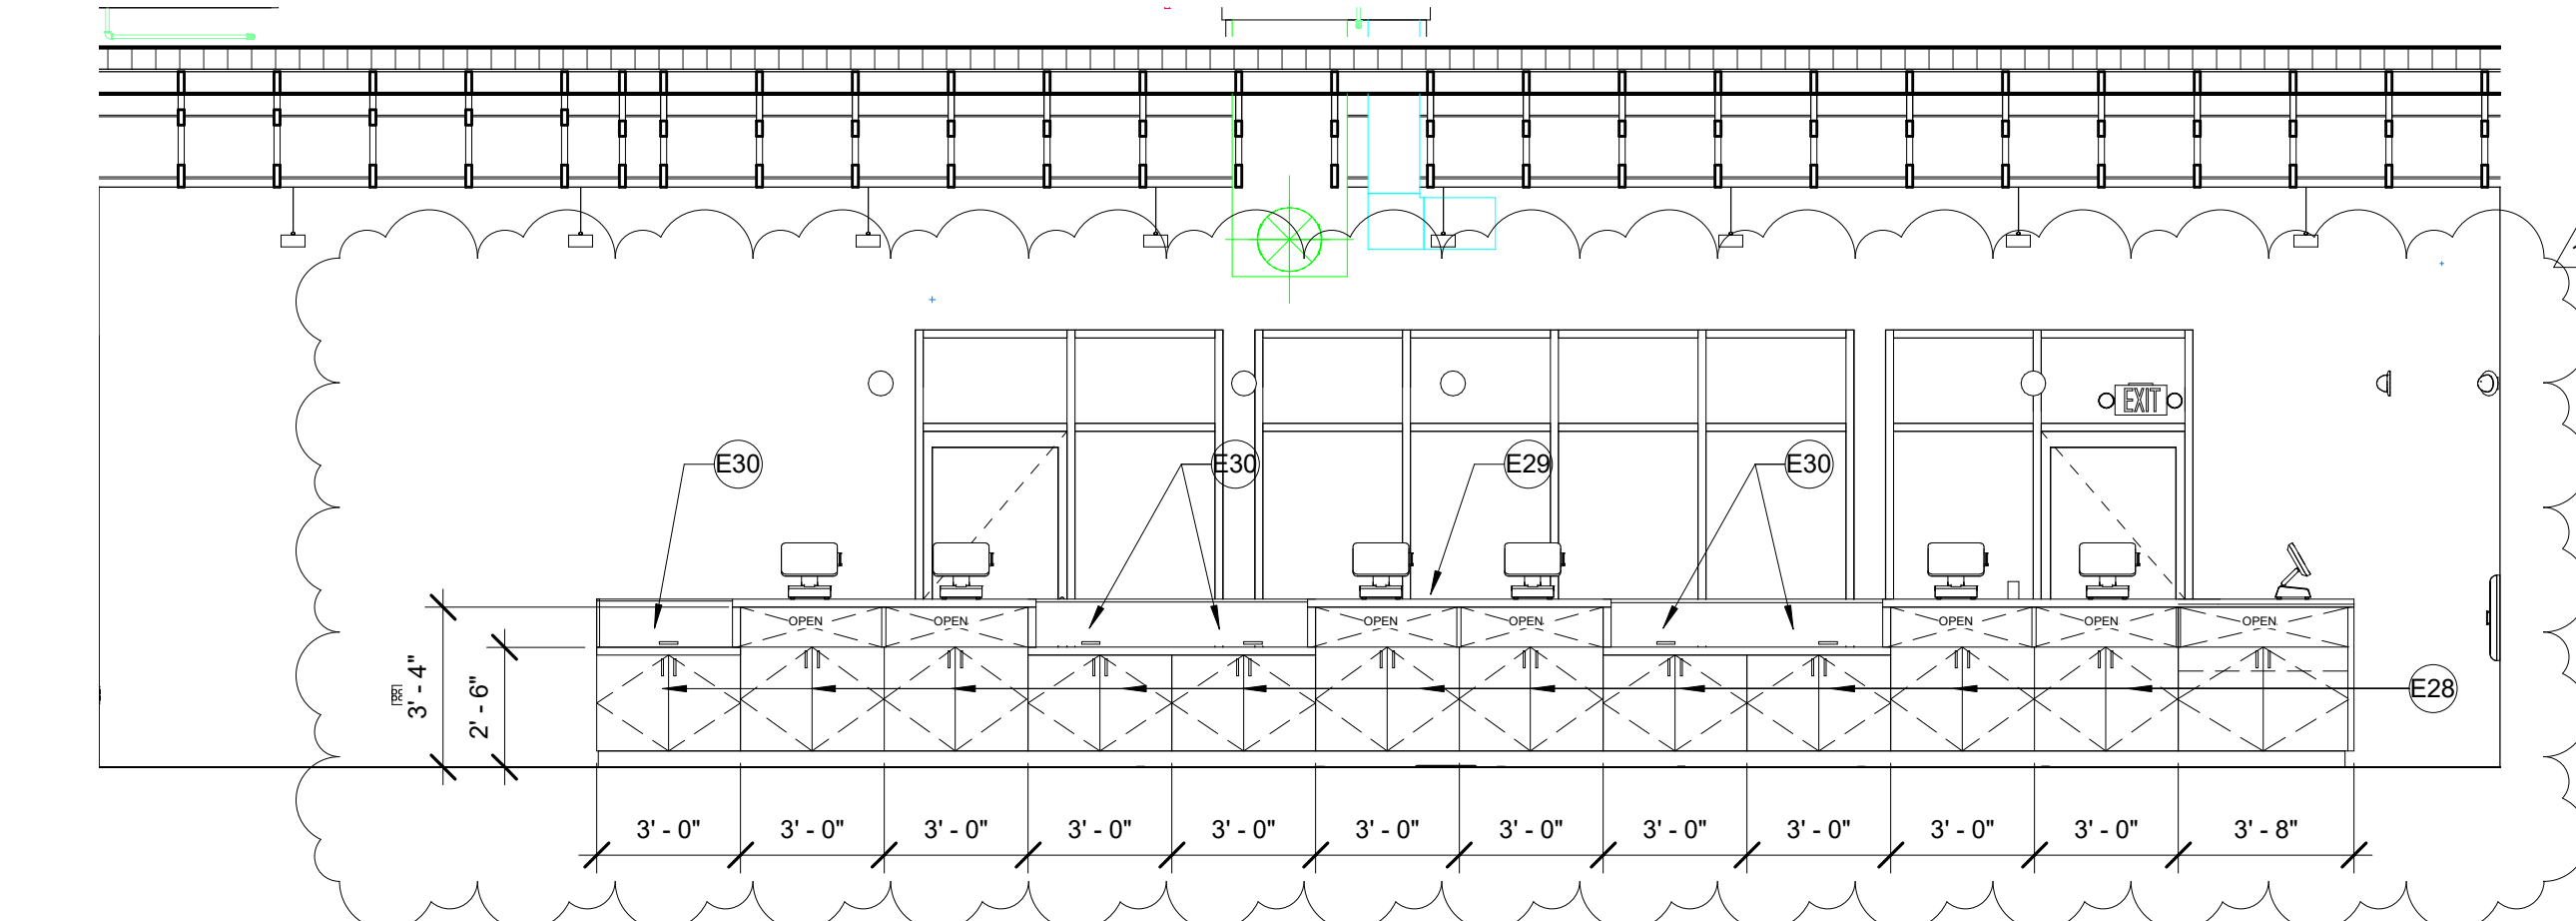 EXIT
E30
E30
E29
E30
OPEN
OPEN
OPEN
OPEN
OPEN
OPEN
OPEN
3' - 4"
2' - 6"
E28
3' - 0"
3' - 0"
3' - 0"
3' - 0"
3' - 0"
3' - 0"
3' - 0"
3' - 0"
3' - 0"
3' - 0"
3' - 0"
3' - 8"